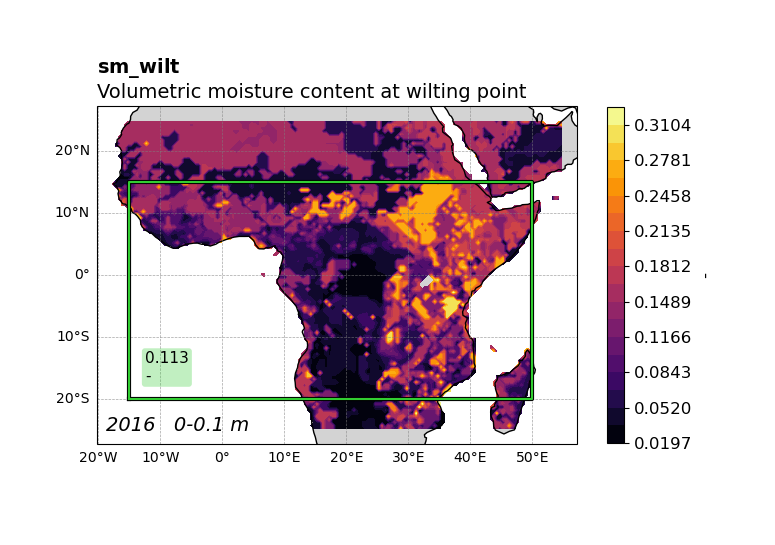 sm_wilt
Volumetric moisture content at wilting point
20°N
10°N
0°
10°S
20°S
20°W
10°W
0°
10°E
20°E
30°E
40°E
50°E
0.113
-
2016   0-0.1 m
0.3104
0.2781
0.2458
0.2135
0.1812
0.1489
0.1166
0.0843
0.0520
0.0197
-